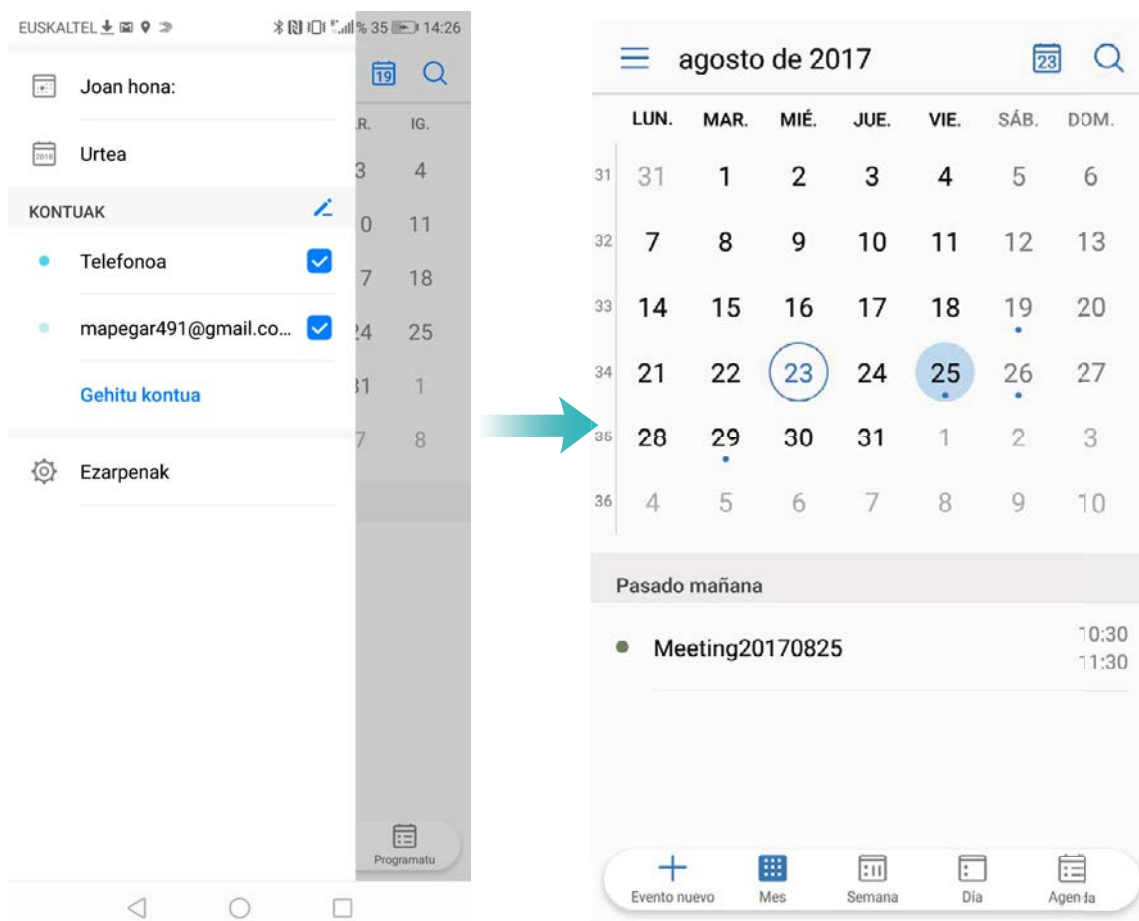 EUSKALTEL % 35 14:26
19
Joan hona:
.R. IG.
2018 Urtea
3 4
KONTUAK
0 11
Telefonoa
7 18
mapegar491@gmail.co...
24 25
Gehitu kontua
31 1
7 8
Ezarpenak
Programatu
agosto de 2017 23
LUN. MAR. MIÉ. JUE. VIE. SÁB. DOM.
31 31 1 2 3 4 5 6
32 7 8 9 10 11 12 13
33 14 15 16 17 18 19 20
34 21 22 23 24 25 26 27
35 28 29 30 31 1 2 3
36 4 5 6 7 8 9 10
Pasado mañana
Meeting20170825 10:30
11:30
Evento nuevo Mes Semana Día Agenda